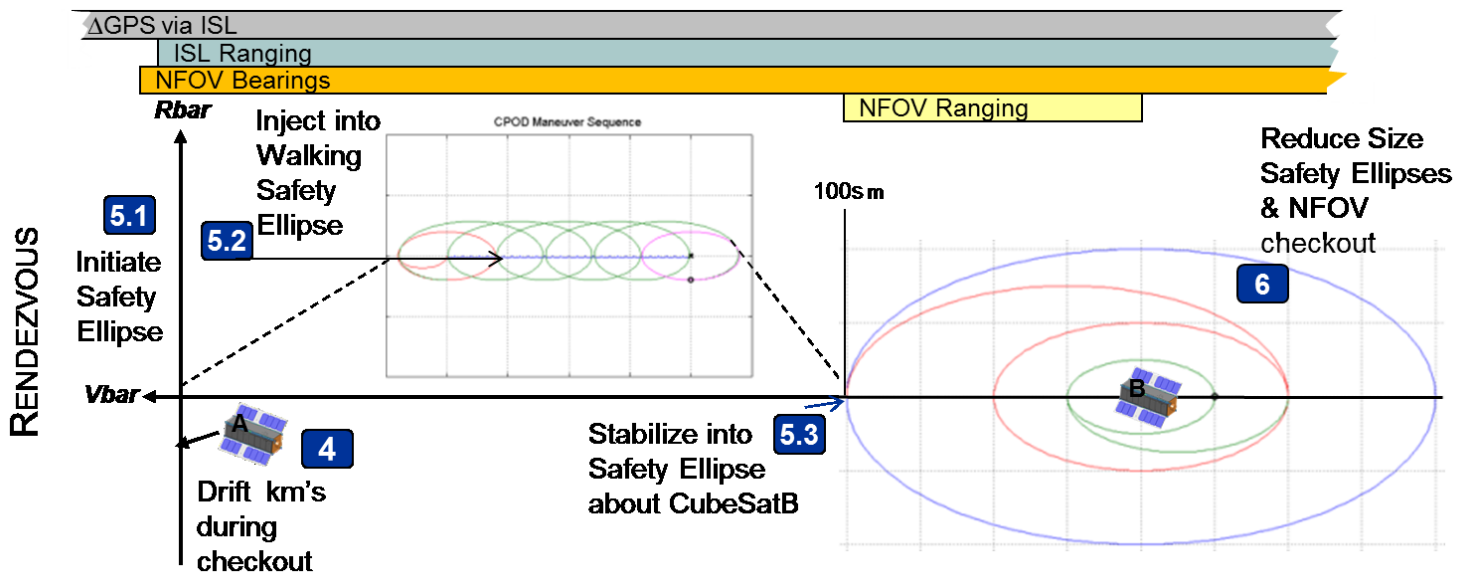 ΔGPS via ISL
ISL Ranging
NFOV Bearings
NFOV Ranging
Rbar
Inject into
Walking
Safety
Ellipse
CPOD Maneuver Sequence
Reduce Size
Safety Ellipses
& NFOV
checkout
100s m
5.1
5.2
Initiate
Safety
Ellipse
6
RENDEZVOUS
Vbar
A
B
4
Drift km's
during
checkout
Stabilize into
Safety Ellipse
about CubeSatB
5.3